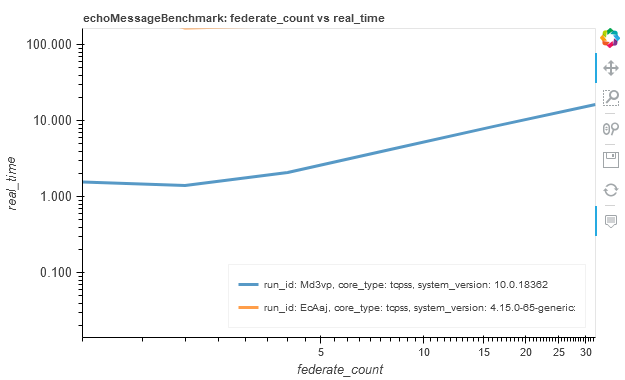 echoMessageBenchmark: federate_count vs real_time
100.000
10.000
1.000
0.100
real_time
run_id: Md3vp, core_type: tcpss, system_version: 10.0.18362
run_id: EcAaj, core_type: tcpss, system_version: 4.15.0-65-generic:
5 10 15 20 25 30
federate_count